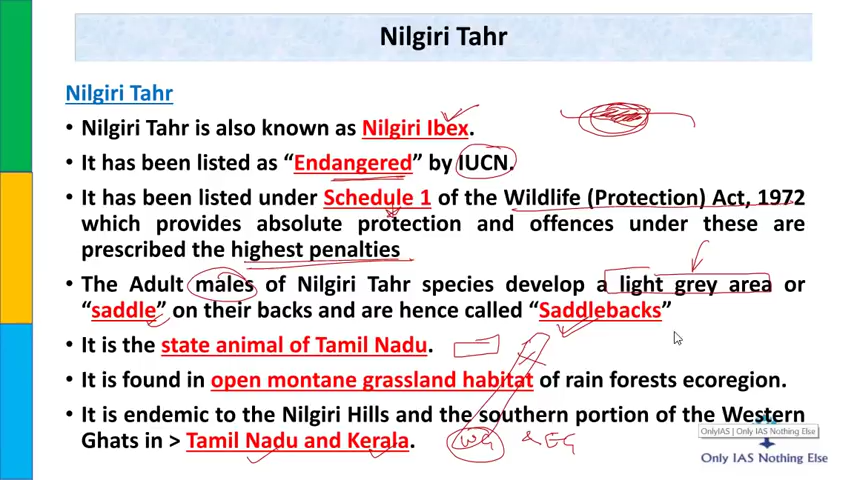 Nilgiri Tahr
Nilgiri Tahr
• Nilgiri Tahr is also known as Nilgiri Ibex.
• It has been listed as “Endangered” by IUCN.
• It has been listed under Schedule 1 of the Wildlife (Protection) Act, 1972
which provides absolute protection and offences under these are
prescribed the highest penalties
• The Adult males of Nilgiri Tahr species develop a light grey area or
“saddle” on their backs and are hence called “Saddlebacks”
• It is the state animal of Tamil Nadu.
• It is found in open montane grassland habitat of rain forests ecoregion.
• It is endemic to the Nilgiri Hills and the southern portion of the Western
Ghats in > Tamil Nadu and Kerala.
WG & EG
OnlyIAS | Only IAS Nothing Else
Only IAS Nothing Else